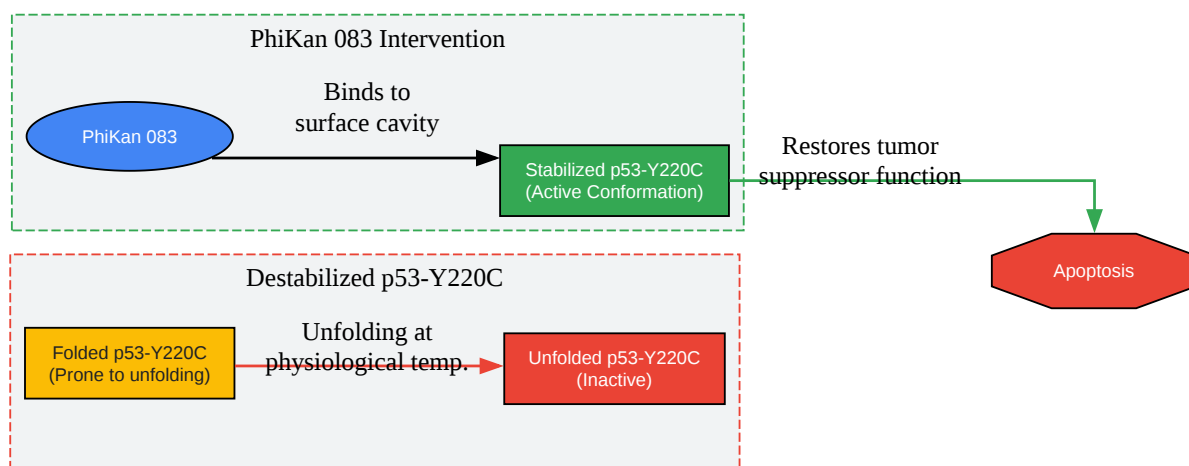 PhiKan 083 Intervention
Binds to
surface cavity
PhiKan 083
Stabilized p53-Y220C
(Active Conformation)
Restores tumor
suppressor function
Apoptosis
Destabilized p53-Y220C
Folded p53-Y220C
(Prone to unfolding)
Unfolding at
physiological temp.
Unfolded p53-Y220C
(Inactive)